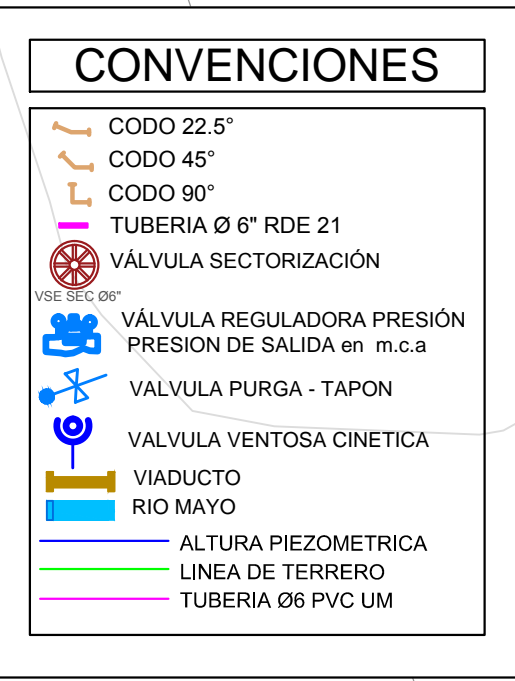 CONVENCIONES
CODO 22.5°
CODO 45°
CODO 90°
TUBERIA Ø 6" RDE 21
VÁLVULA SECTORIZACIÓN
VSE SEC Ø6"
VÁLVULA REGULADORA PRESIÓN
PRESION DE SALIDA en m.c.a
VALVULA PURGA - TAPON
VALVULA VENTOSA CINETICA
VIADUCTO
RIO MAYO
ALTURA PIEZOMETRICA
LINEA DE TERRERO
TUBERIA Ø6 PVC UM